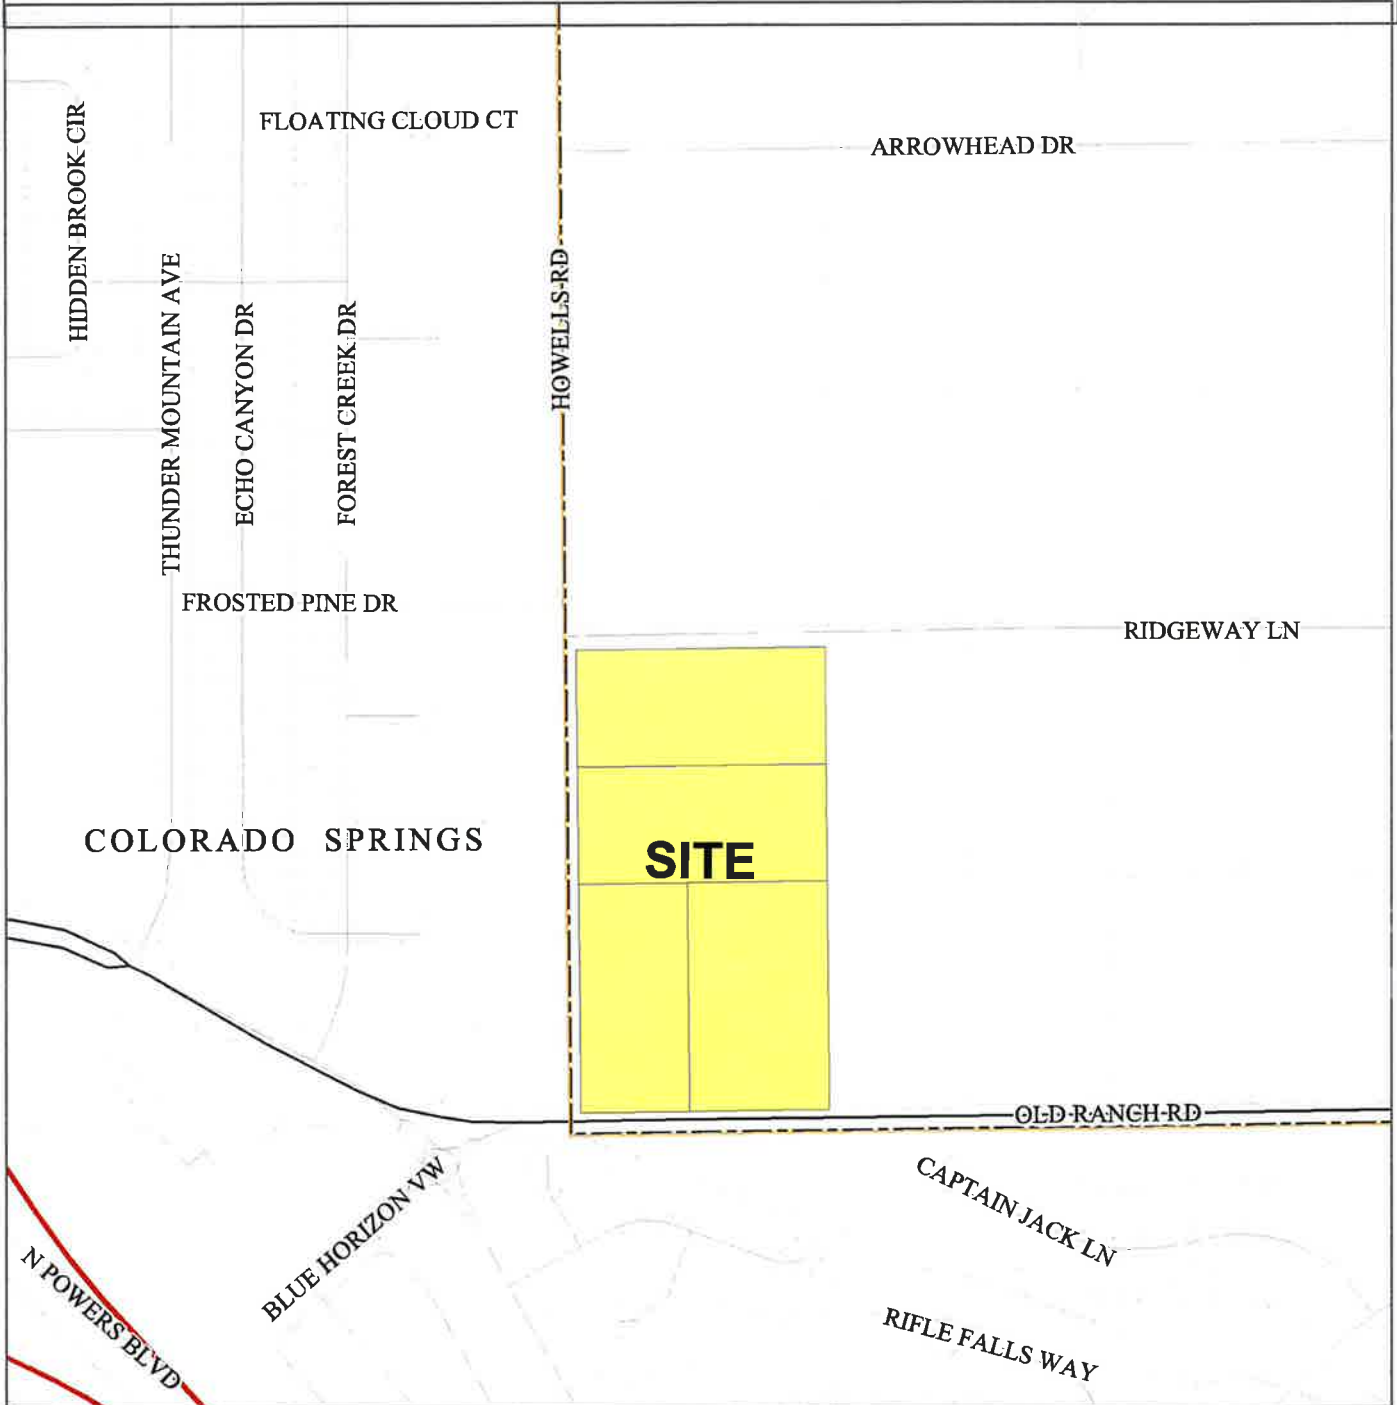 FLOATING CLOUD CT
ARROWHEAD DR
HIDDEN BROOK CIR
THUNDER MOUNTAIN AVE
ECHO CANYON DR
FOREST CREEK DR
HOWELLS RD
FROSTED PINE DR
RIDGEWAY LN
COLORADO SPRINGS
SITE
OLD RANCH RD
BLUE HORIZON VW
CAPTAIN JACK LN
N POWERS BLVD
RIFLE FALLS WAY